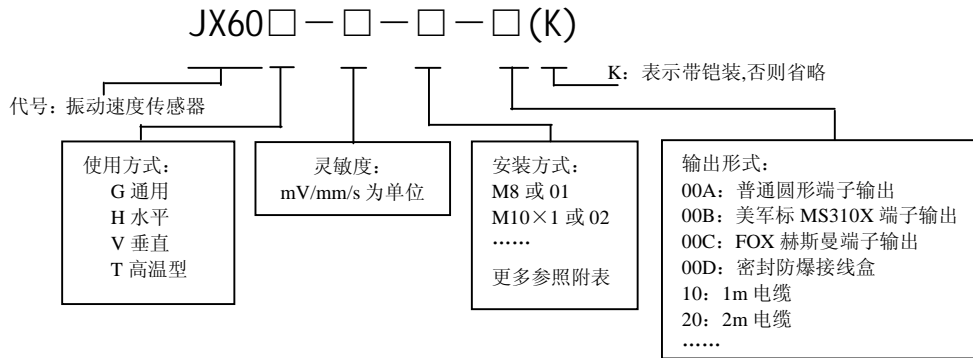 JX60□－□－□－□(K)
K：表示带铠装,否则省略
代号：振动速度传感器
使用方式：
G 通用
H 水平
V 垂直
T 高温型
灵敏度：
mV/mm/s 为单位
安装方式：
M8 或 01
M10×1 或 02
……
更多参照附表
输出形式：
00A：普通圆形端子输出
00B：美军标 MS310X 端子输出
00C：FOX 赫斯曼端子输出
00D：密封防爆接线盒
10：1m 电缆
20：2m 电缆
……